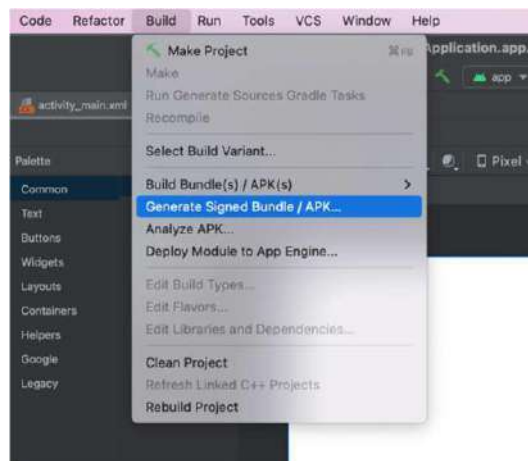 Code Refactor Build Run Tools VCS Window Help
Make Project
Application.app.
Make
app
Run Generate Sources Gradle Tasks
activity_main.xml
Recompile
Select Build Variant...
Palette
Pixel
Common
Build Bundle(s) / APK(s)
Text
Generate Signed Bundle / APK...
Buttons
Analyze APK...
Widgets
Deploy Module to App Engine...
Layouts
Edit Build Types...
Containers
Edit Flavors...
Helpers
Edit Libraries and Dependencies...
Google
Clean Project
Legacy
Refresh Linked C++ Projects
Rebuild Project